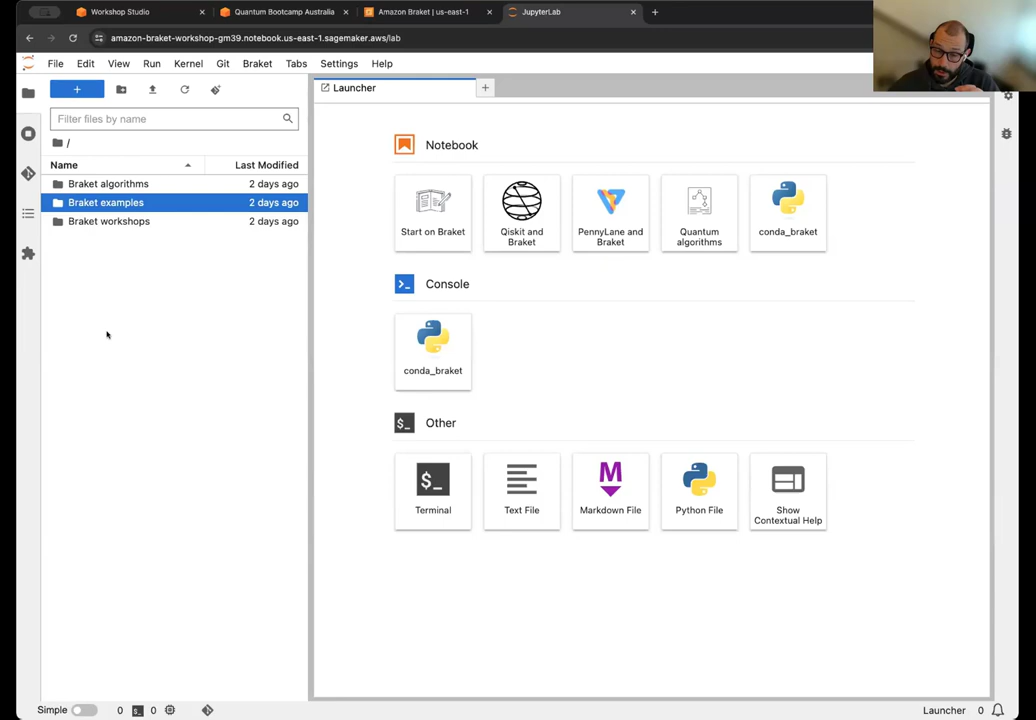 Workshop Studio
Quantum Bootcamp Australia
Amazon Braket | us-east-1
JupyterLab
amazon-braket-workshop-gm39.notebook.us-east-1.sagemaker.aws/lab
File Edit View Run Kernel Git Braket Tabs Settings Help
Launcher
Filter files by name
/
Name Last Modified
Braket algorithms 2 days ago
Braket examples 2 days ago
Braket workshops 2 days ago
Notebook
Start on Braket
Qiskit and
Braket
PennyLane and
Braket
Quantum
algorithms
conda_braket
Console
conda_braket
Other
$_
Terminal
Text File
M
Markdown File
Python File
Show
Contextual Help
Simple 0 $_ 0
Launcher 0